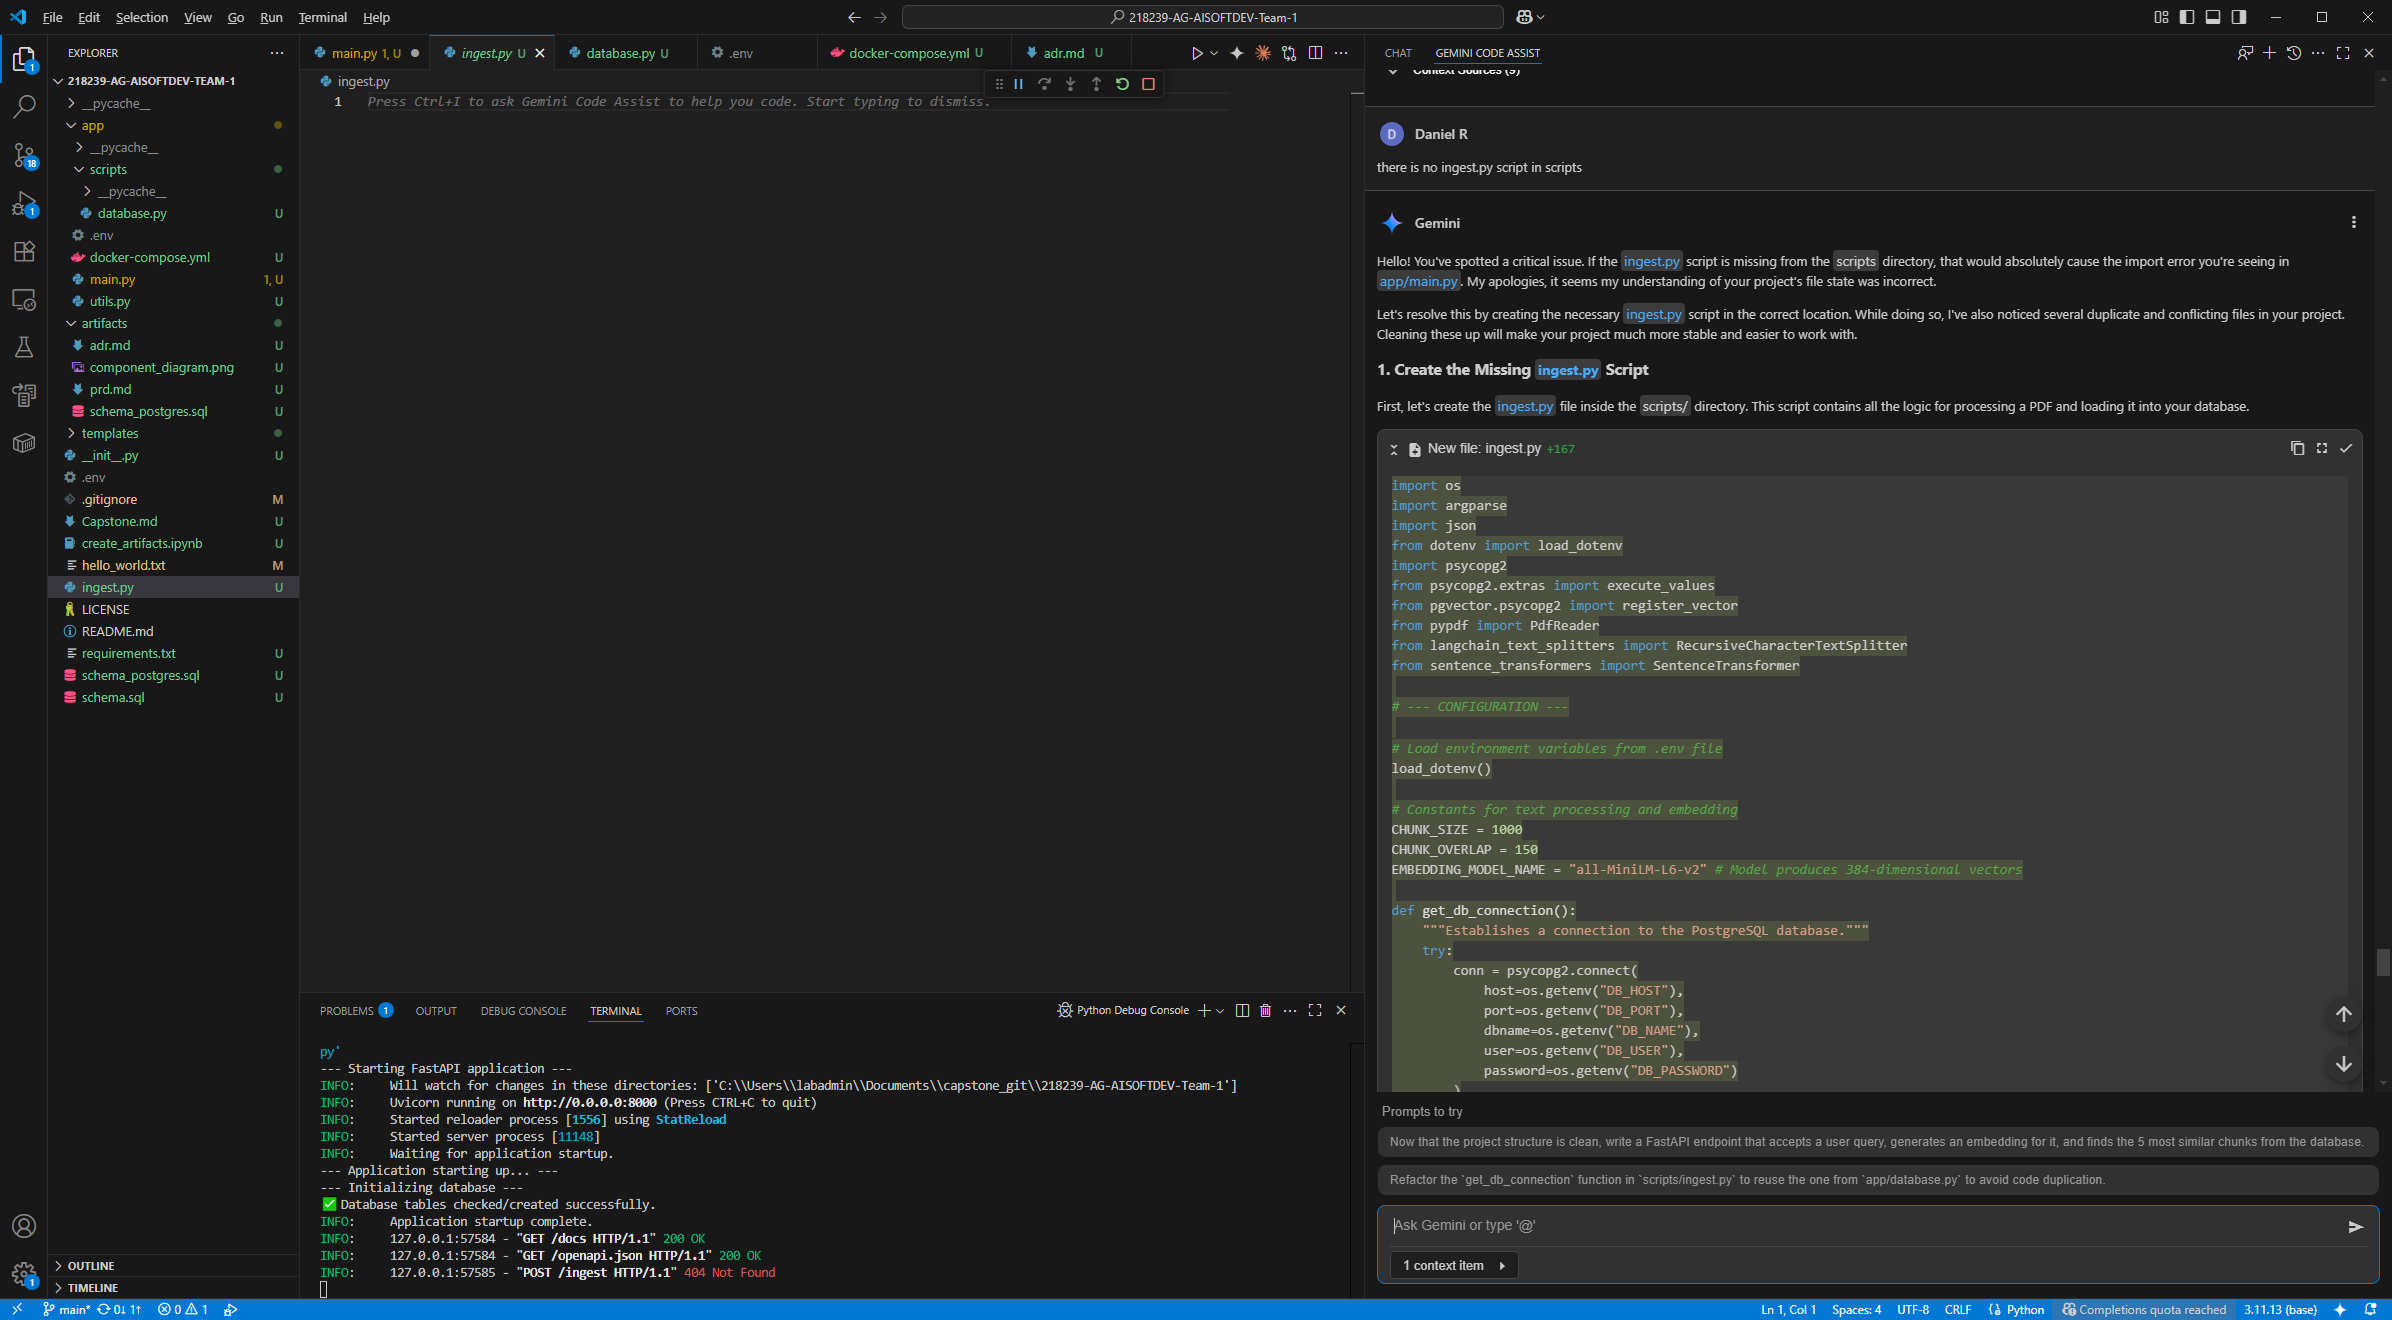 File Edit Selection View Go Run Terminal Help
218239-AG-AISOFTDEV-Team-1
EXPLORER
218239-AG-AISOFTDEV-TEAM-1
__pycache__
app
__pycache__
scripts
__pycache__
database.py U
.env
docker-compose.yml U
main.py 1, U
utils.py U
artifacts
adr.md U
component_diagram.png U
prd.md U
schema_postgres.sql U
templates
__init__.py U
.env
.gitignore M
Capstone.md U
create_artifacts.ipynb U
hello_world.txt M
ingest.py U
LICENSE
README.md
requirements.txt U
schema_postgres.sql U
schema.sql U
OUTLINE
TIMELINE
1
18
1
1
main.py 1, U
ingest.py U
database.py U
.env
docker-compose.yml U
adr.md U
ingest.py
1 Press Ctrl+I to ask Gemini Code Assist to help you code. Start typing to dismiss.
PROBLEMS 1 OUTPUT DEBUG CONSOLE TERMINAL PORTS
Python Debug Console
py'
--- Starting FastAPI application ---
INFO: Will watch for changes in these directories: ['C:\\Users\\labadmin\\Documents\\capstone_git\\218239-AG-AISOFTDEV-Team-1']
INFO: Uvicorn running on http://0.0.0.0:8000 (Press CTRL+C to quit)
INFO: Started reloader process [1556] using StatReload
INFO: Started server process [11148]
INFO: Waiting for application startup.
--- Application starting up... ---
--- Initializing database ---
✅ Database tables checked/created successfully.
INFO: Application startup complete.
INFO: 127.0.0.1:57584 - "GET /docs HTTP/1.1" 200 OK
INFO: 127.0.0.1:57584 - "GET /openapi.json HTTP/1.1" 200 OK
INFO: 127.0.0.1:57585 - "POST /ingest HTTP/1.1" 404 Not Found
CHAT GEMINI CODE ASSIST
Context Sources (9)
D Daniel R
there is no ingest.py script in scripts
Gemini
Hello! You've spotted a critical issue. If the ingest.py script is missing from the scripts directory, that would absolutely cause the import error you're seeing in
app/main.py. My apologies, it seems my understanding of your project's file state was incorrect.
Let's resolve this by creating the necessary ingest.py script in the correct location. While doing so, I've also noticed several duplicate and conflicting files in your project.
Cleaning these up will make your project much more stable and easier to work with.
1. Create the Missing ingest.py Script
First, let's create the ingest.py file inside the scripts/ directory. This script contains all the logic for processing a PDF and loading it into your database.
New file: ingest.py +167
import os
import argparse
import json
from dotenv import load_dotenv
import psycopg2
from psycopg2.extras import execute_values
from pgvector.psycopg2 import register_vector
from pypdf import PdfReader
from langchain_text_splitters import RecursiveCharacterTextSplitter
from sentence_transformers import SentenceTransformer
# --- CONFIGURATION ---
# Load environment variables from .env file
load_dotenv()
# Constants for text processing and embedding
CHUNK_SIZE = 1000
CHUNK_OVERLAP = 150
EMBEDDING_MODEL_NAME = "all-MiniLM-L6-v2" # Model produces 384-dimensional vectors
def get_db_connection():
"""Establishes a connection to the PostgreSQL database."""
try:
conn = psycopg2.connect(
host=os.getenv("DB_HOST"),
port=os.getenv("DB_PORT"),
dbname=os.getenv("DB_NAME"),
user=os.getenv("DB_USER"),
password=os.getenv("DB_PASSWORD")
)
Prompts to try
Now that the project structure is clean, write a FastAPI endpoint that accepts a user query, generates an embedding for it, and finds the 5 most similar chunks from the database.
Refactor the `get_db_connection` function in `scripts/ingest.py` to reuse the one from `app/database.py` to avoid code duplication.
Ask Gemini or type '@'
1 context item
main* 0↓ 1↑ 0 1
Ln 1, Col 1 Spaces: 4 UTF-8 CRLF Python Completions quota reached 3.11.13 (base)